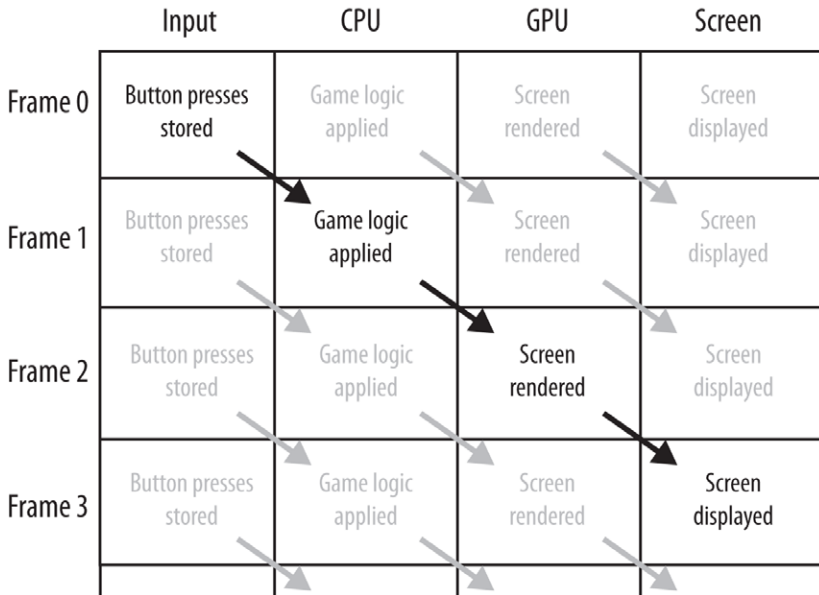 Input CPU GPU Screen
Frame 0
Button presses
stored
Game logic
applied
Screen
rendered
Screen
displayed
Frame 1
Button presses
stored
Game logic
applied
Screen
rendered
Screen
displayed
Frame 2
Button presses
stored
Game logic
applied
Screen
rendered
Screen
displayed
Frame 3
Button presses
stored
Game logic
applied
Screen
rendered
Screen
displayed